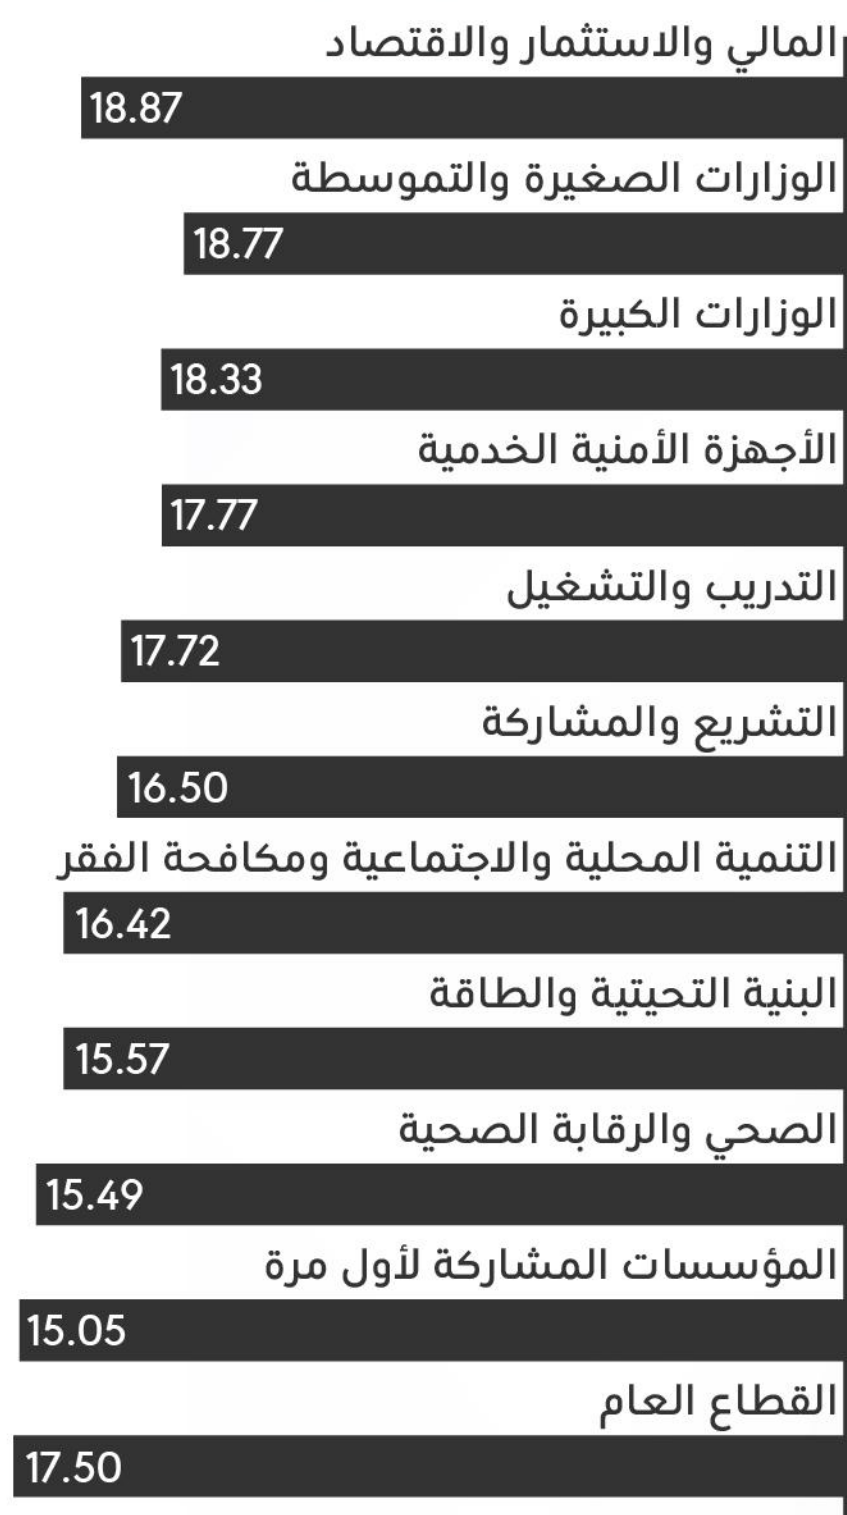 المالي والاستثمار والاقتصاد
18.87
الوزارات الصغيرة والتموسطة
18.77
الوزارات الكبيرة
18.33
الأجهزة الأمنية الخدمية
17.77
التدريب والتشغيل
17.72
التشريع والمشاركة
16.50
التنمية المحلية والاجتماعية ومكافحة الفقر
16.42
البنية التحيتية والطاقة
15.57
الصحي والرقابة الصحية
15.49
المؤسسات المشاركة لأول مرة
15.05
القطاع العام
17.50